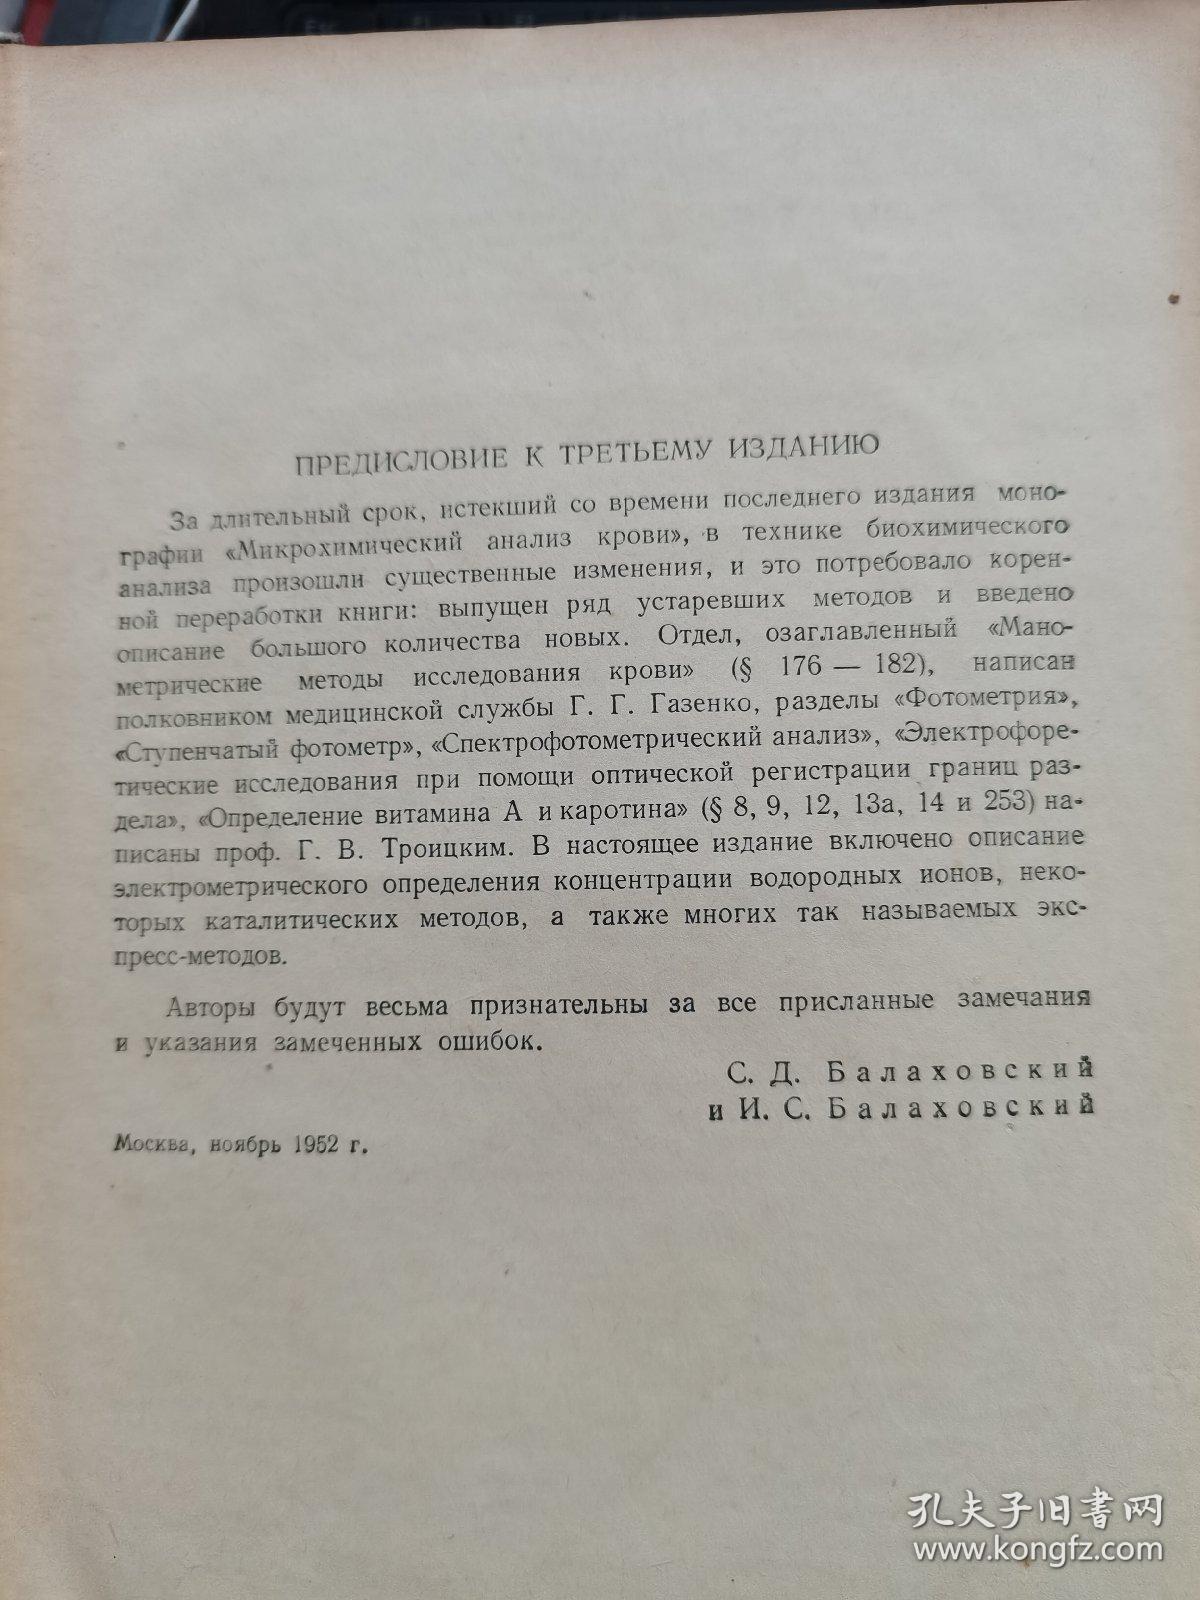 ПРЕДИСЛОВИЕ К ТРЕТЬЕМУ ИЗДАНИЮ
За длительный срок, истекший со времени последнего издания моно-
графии «Микрохимический анализ крови», в технике биохимического
анализа произошли существенные изменения, и это потребовало корен-
ной переработки книги: выпущен ряд устаревших методов и введено
описание большого количества новых. Отдел, озаглавленный «Мано-
метрические методы исследования крови» (§ 176 — 182), написан
полковником медицинской службы Г. Г. Газенко, разделы «Фотометрия»,
«Ступенчатый фотометр», «Спектрофотометрический анализ», «Электрофоре-
тические исследования при помощи оптической регистрации границ раз-
дела», «Определение витамина А и каротина» (§ 8, 9, 12, 13а, 14 и 253) на-
писаны проф. Г. В. Троицким. В настоящее издание включено описание
электрометрического определения концентрации водородных ионов, неко-
торых каталитических методов, а также многих так называемых экс-
пресс-методов.
Авторы будут весьма признательны за все присланные замечания
и указания замеченных ошибок.
С. Д. Балаховский
и И. С. Балаховский
Москва, ноябрь 1952 г.
孔夫子旧书网
www.kongfz.com